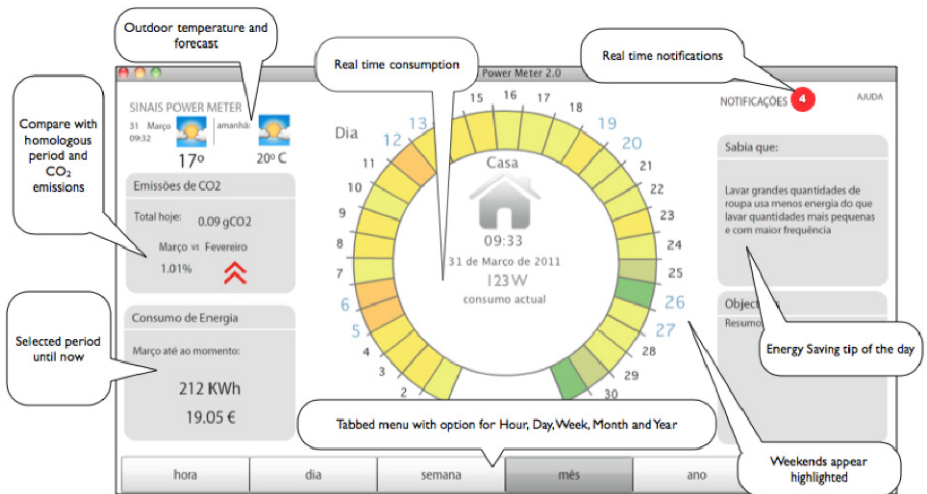 Outdoor temperature and
forecast
Real time consumption
Real time notifications
Power Meter 2.0
Compare with
homologous
period and
CO₂
emissions
SINAIS POWER METER
31 Março
09:32
amanhã:
17º
20º C
Emissões de CO2
Total hoje: 0.09 gCO2
Março vs Fevereiro
1.01%
Selected period
until now
Consumo de Energia
Março até ao momento:
212 KWh
19.05 €
Dia
2
3
4
5
6
7
8
9
10
11
12
13
15
16
17
18
19
20
21
22
23
24
25
26
27
28
29
30
Casa
09:33
31 de Março de 2011
123 W
consumo actual
NOTIFICAÇÕES 4
AJUDA
Sabia que:
Lavar grandes quantidades de
roupa usa menos energia do que
lavar quantidades mais pequenas
e com maior frequência
Resumo
Energy Saving tip of the day
Tabbed menu with option for Hour, Day, Week, Month and Year
Weekends appear
highlighted
hora
dia
semana
mês
ano